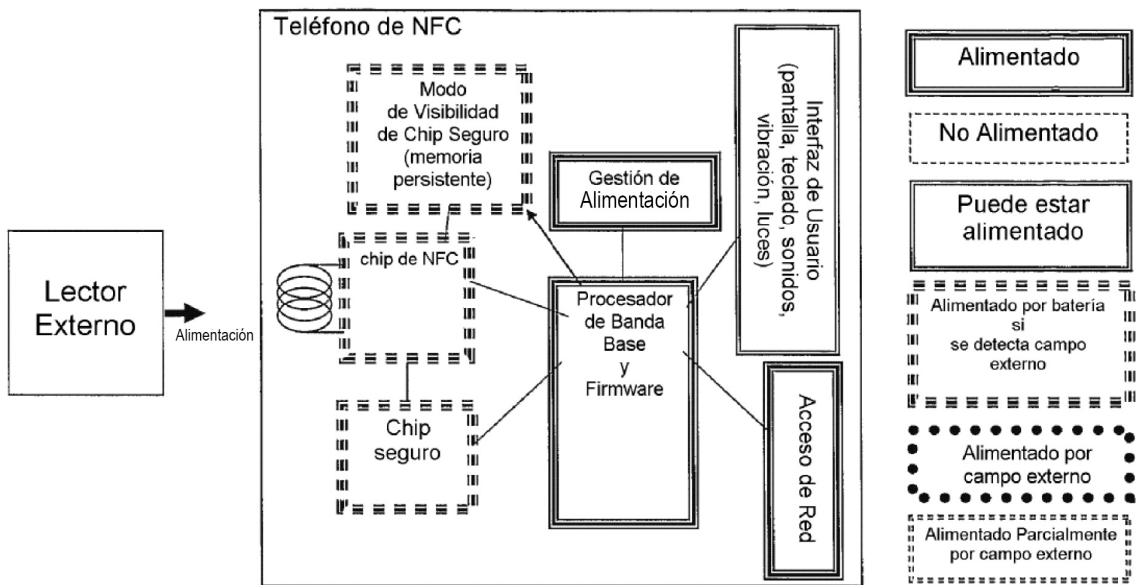 Teléfono de NFC
Modo
de Visibilidad
de Chip Seguro
(memoria
persistente)
Gestión de
Alimentación
Interfaz de Usuario
(pantalla, teclado, sonidos,
vibración, luces)
chip de NFC
Lector
Externo
Alimentación
Procesador
de Banda
Base
y
Firmware
Chip
seguro
Acceso de Red
Alimentado
No Alimentado
Puede estar
alimentado
Alimentado por batería
si
se detecta campo
externo
Alimentado por
campo externo
Alimentado Parcialmente
por campo externo